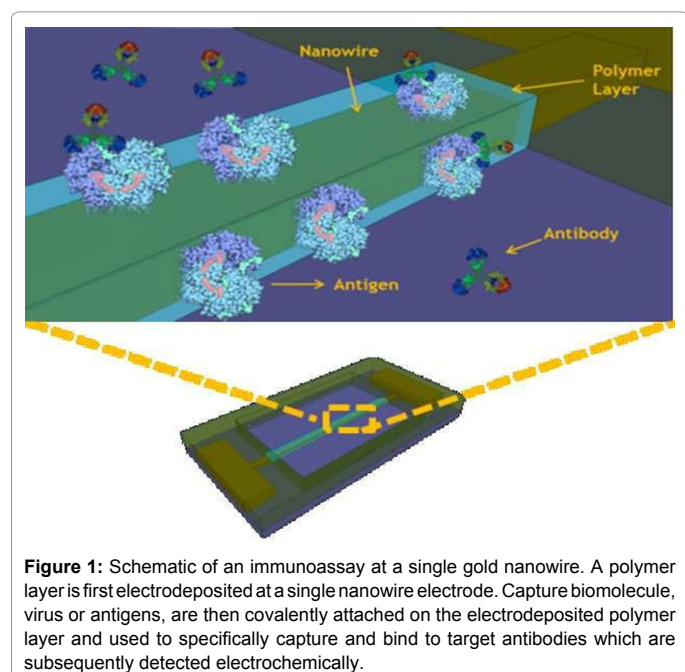 Nanowire
Polymer
Layer
Antibody
Antigen
Figure 1: Schematic of an immunoassay at a single gold nanowire. A polymer
layer is first electrodeposited at a single nanowire electrode. Capture biomolecule,
virus or antigens, are then covalently attached on the electrodeposited polymer
layer and used to specifically capture and bind to target antibodies which are
subsequently detected electrochemically.